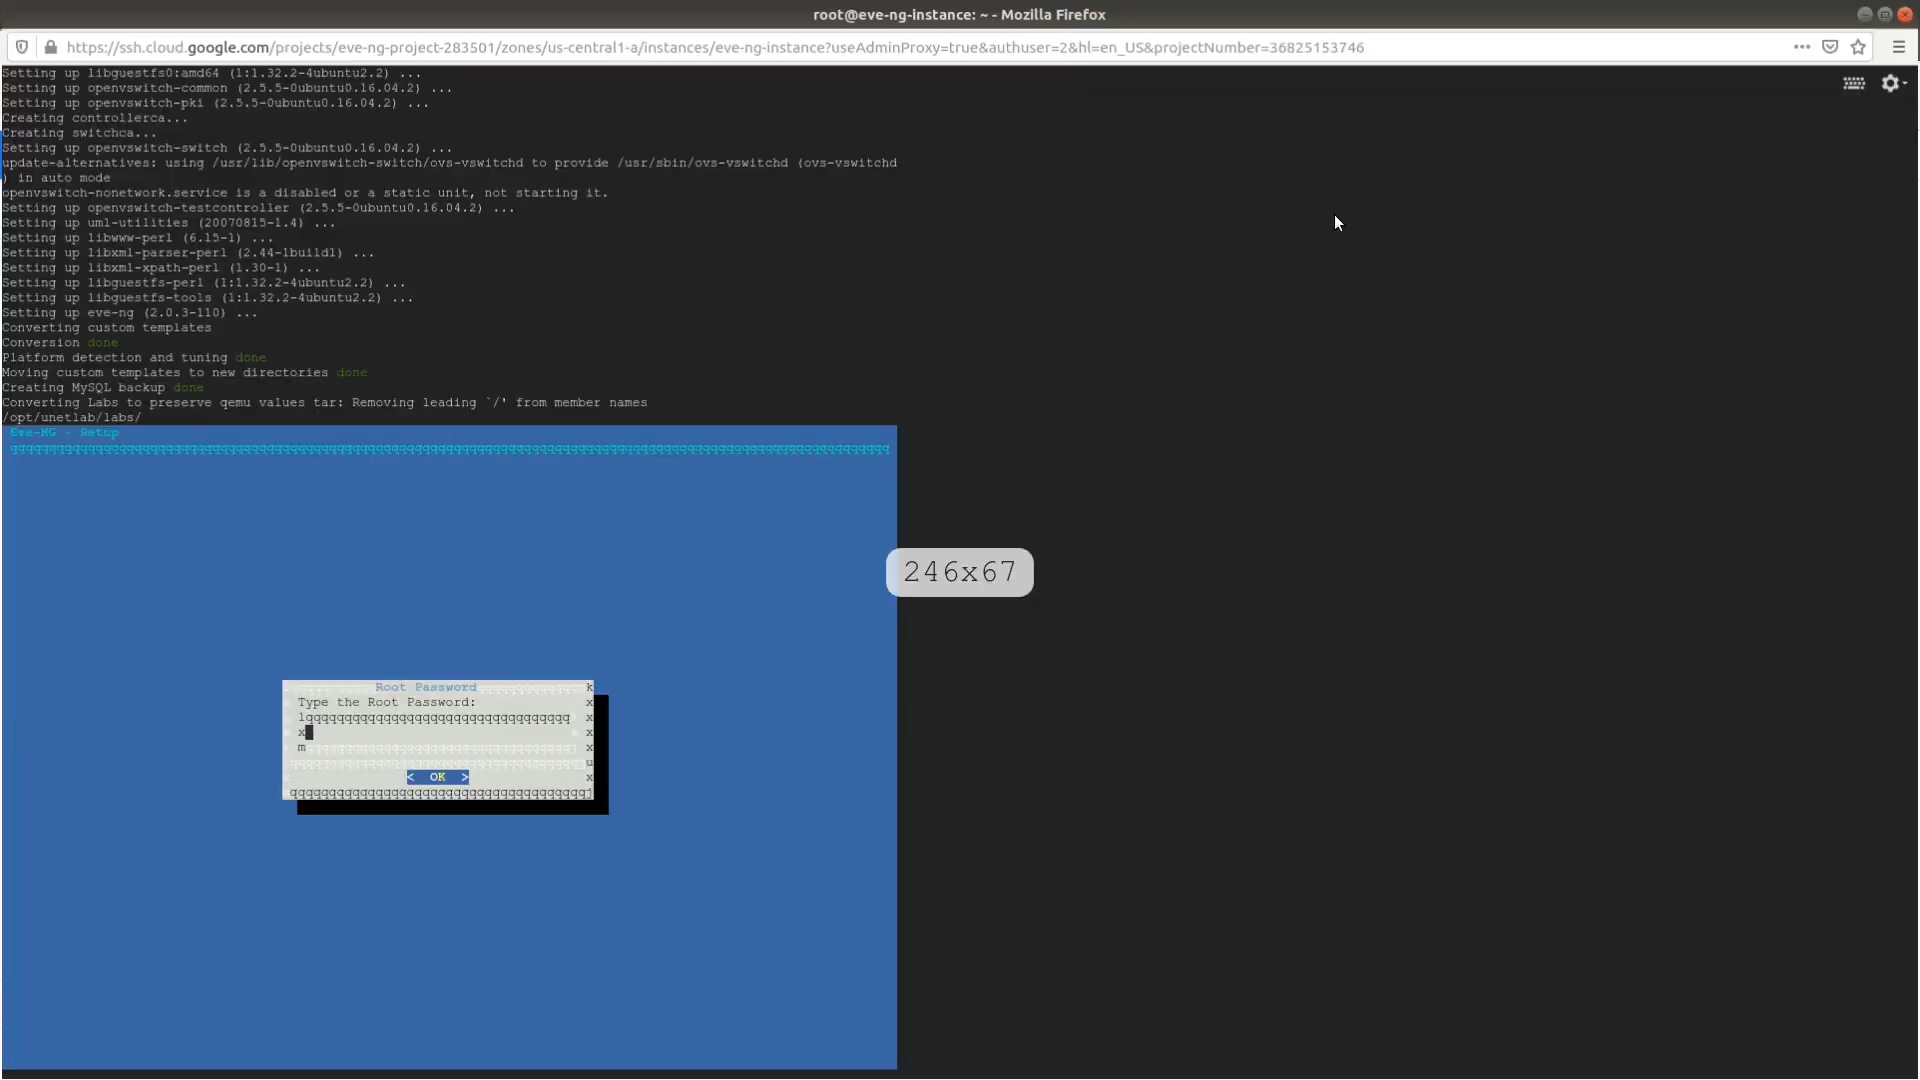 root@eve-ng-instance: ~ - Mozilla Firefox
https://ssh.cloud.google.com/projects/eve-ng-project-283501/zones/us-central1-a/instances/eve-ng-instance?useAdminProxy=true&authuser=2&hl=en_US&projectNumber=36825153746
Setting up libguestfs0:amd64 (1:1.32.2-4ubuntu2.2) ...
Setting up openvswitch-common (2.5.5-0ubuntu0.16.04.2) ...
Setting up openvswitch-pki (2.5.5-0ubuntu0.16.04.2) ...
Creating controllerca...
Creating switchca...
Setting up openvswitch-switch (2.5.5-0ubuntu0.16.04.2) ...
update-alternatives: using /usr/lib/openvswitch-switch/ovs-vswitchd to provide /usr/sbin/ovs-vswitchd (ovs-vswitchd
) in auto mode
openvswitch-nonetwork.service is a disabled or a static unit, not starting it.
Setting up openvswitch-testcontroller (2.5.5-0ubuntu0.16.04.2) ...
Setting up uml-utilities (20070815-1.4) ...
Setting up libwww-perl (6.15-1) ...
Setting up libxml-parser-perl (2.44-1build1) ...
Setting up libxml-xpath-perl (1.30-1) ...
Setting up libguestfs-perl (1:1.32.2-4ubuntu2.2) ...
Setting up libguestfs-tools (1:1.32.2-4ubuntu2.2) ...
Setting up eve-ng (2.0.3-110) ...
Converting custom templates
Conversion done
Platform detection and tuning done
Moving custom templates to new directories done
Creating MySQL backup done
Converting Labs to preserve qemu values tar: Removing leading `/' from member names
/opt/unetlab/labs/
Eve-NG - Setup
246x67
Root Password
Type the Root Password:
< OK >